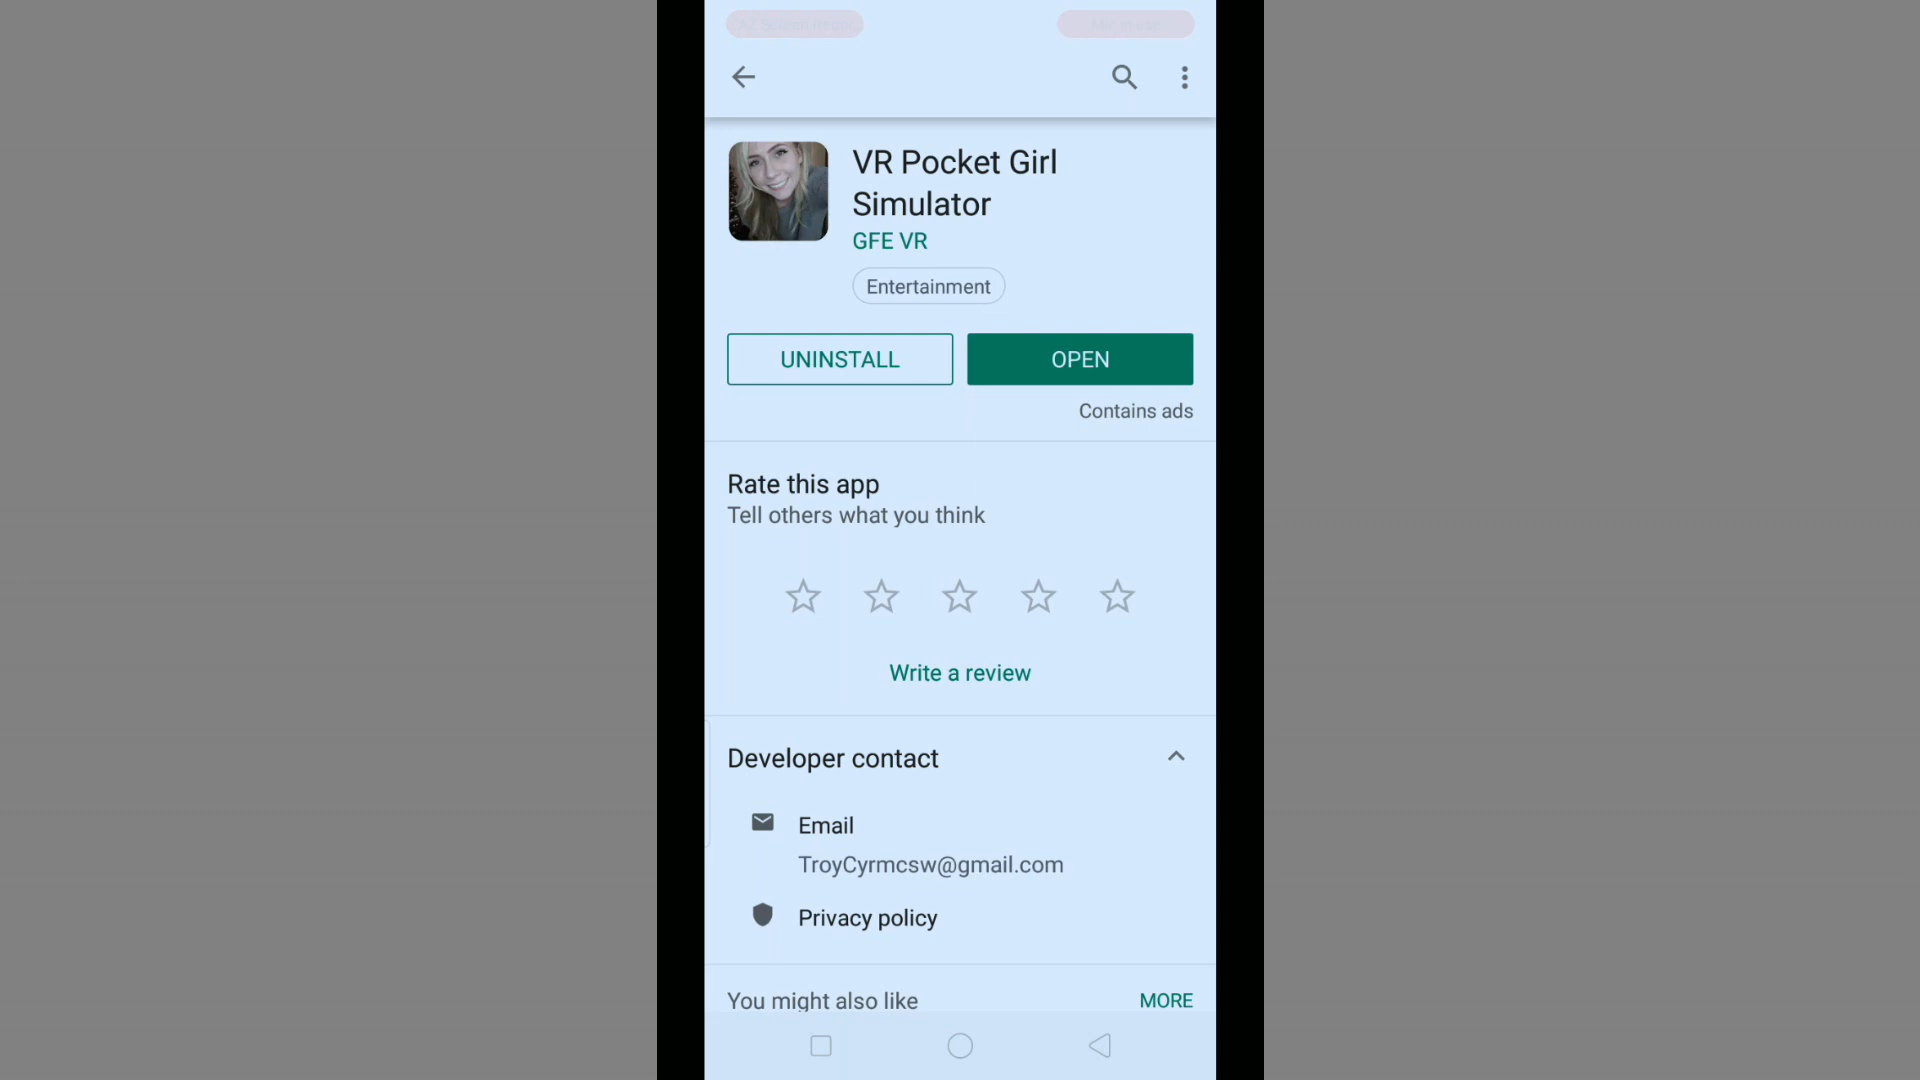 VR Pocket Girl
Simulator
GFE VR
Entertainment
UNINSTALL
OPEN
Contains ads
Rate this app
Tell others what you think
Write a review
Developer contact
Email
TroyCyrmcsw@gmail.com
Privacy policy
You might also like
MORE